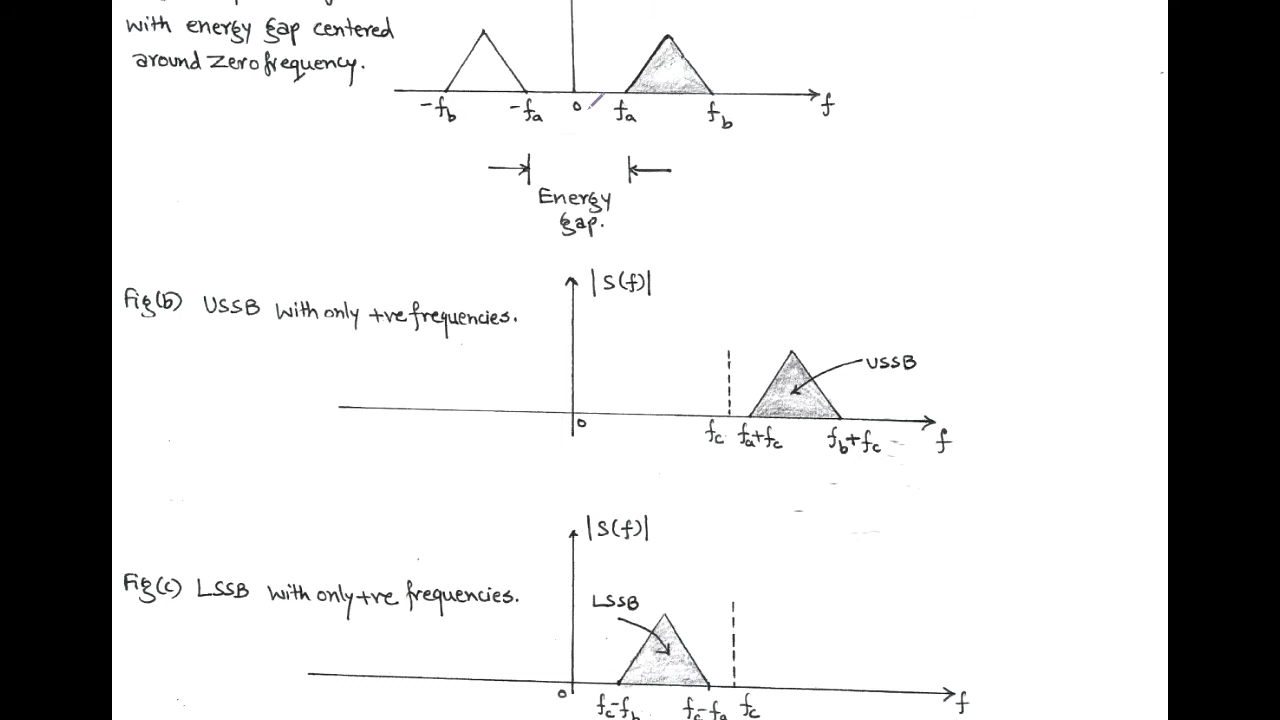 with energy gap centered
around zero frequency.
-fb -fa 0 fa fb f
Energy
gap.
|S(f)|
Fig(b) USSB with only +ve frequencies.
USSB
0 fc fa+fc fb+fc f
|S(f)|
Fig(c) LSSB with only +ve frequencies.
LSSB
0 fc-fb fc-fa fc f